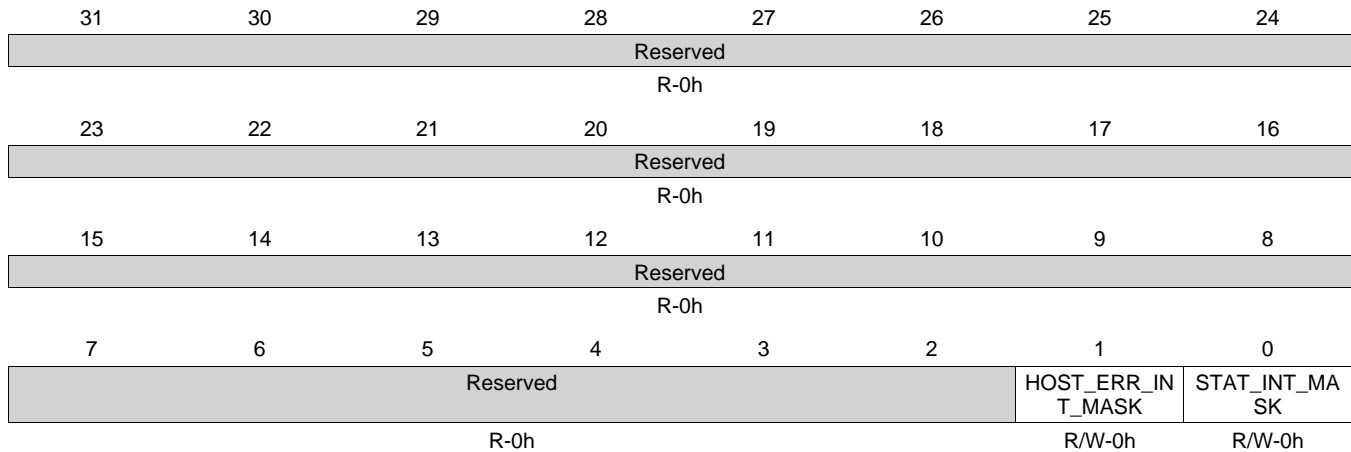 31 30 29 28 27 26 25 24
Reserved
R-0h
23 22 21 20 19 18 17 16
Reserved
R-0h
15 14 13 12 11 10 9 8
Reserved
R-0h
7 6 5 4 3 2 1 0
Reserved HOST_ERR_IN STAT_INT_MA
T_MASK SK
R-0h R/W-0h R/W-0h